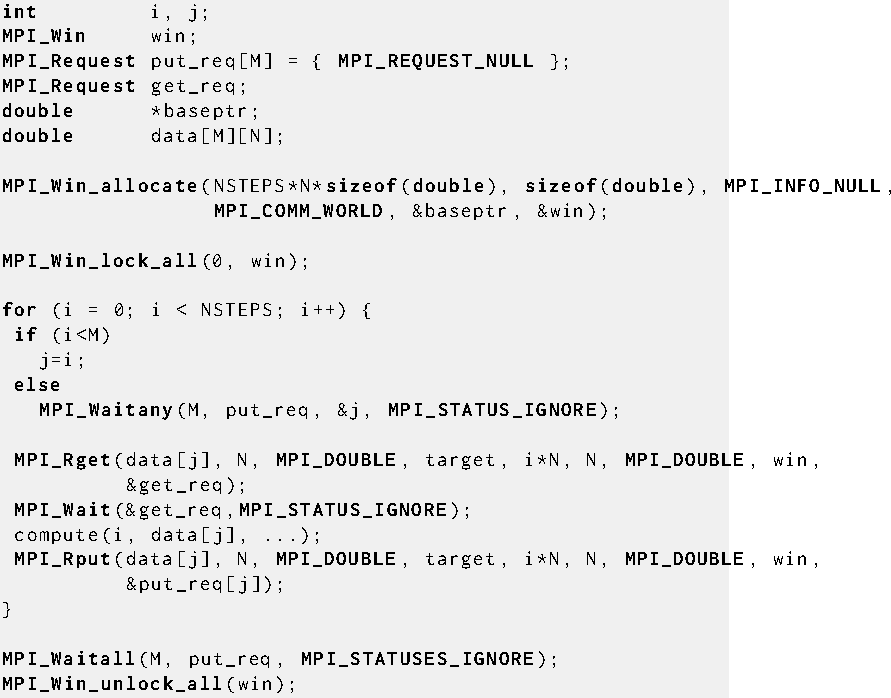 int         i, j;
MPI_Win     win;
MPI_Request put_req[M] = { MPI_REQUEST_NULL };
MPI_Request get_req;
double      *baseptr;
double      data[M][N];

MPI_Win_allocate(NSTEPS*N*sizeof(double), sizeof(double), MPI_INFO_NULL,
                 MPI_COMM_WORLD, &baseptr, &win);

MPI_Win_lock_all(0, win);

for (i = 0; i < NSTEPS; i++) {
 if (i<M)
   j=i;
 else
   MPI_Waitany(M, put_req, &j, MPI_STATUS_IGNORE);

 MPI_Rget(data[j], N, MPI_DOUBLE, target, i*N, N, MPI_DOUBLE, win,
          &get_req);
 MPI_Wait(&get_req,MPI_STATUS_IGNORE);
 compute(i, data[j], ...);
 MPI_Rput(data[j], N, MPI_DOUBLE, target, i*N, N, MPI_DOUBLE, win,
          &put_req[j]);
}

MPI_Waitall(M, put_req, MPI_STATUSES_IGNORE);
MPI_Win_unlock_all(win);